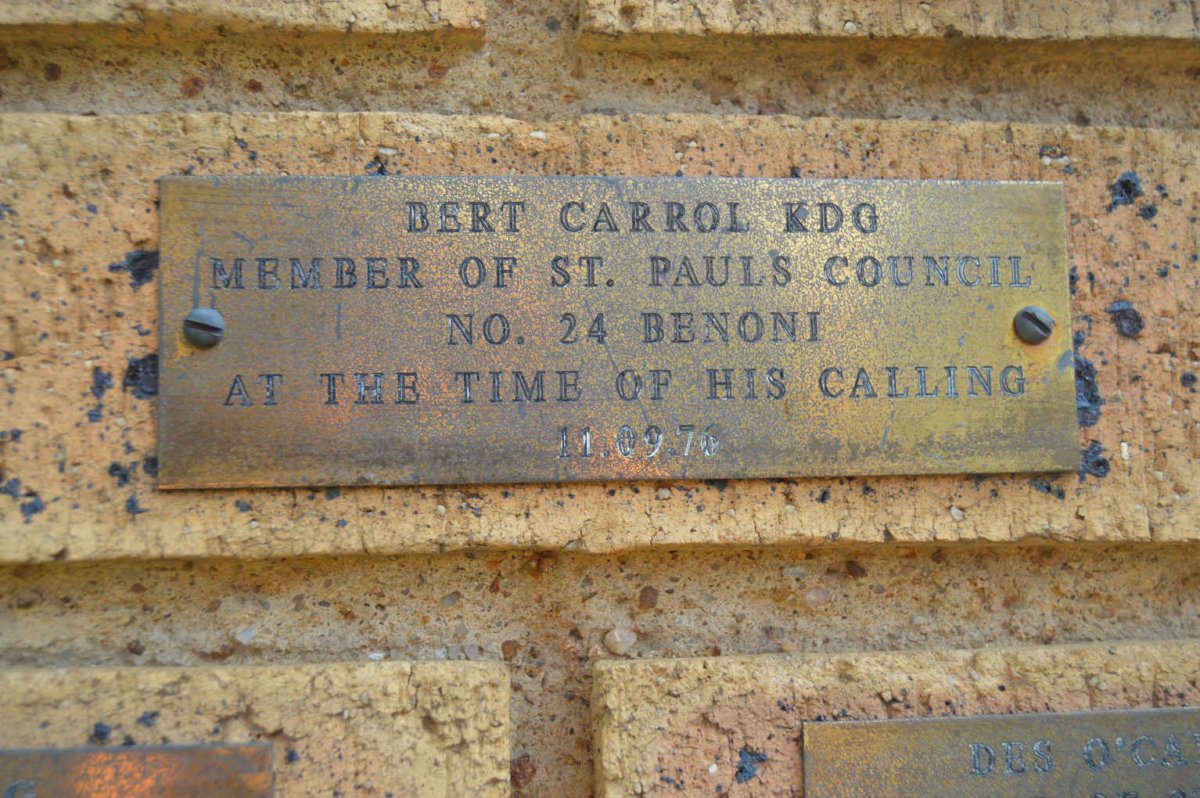 BERT CARROL KDG
MEMBER OF ST. PAULS COUNCIL
NO. 24 BENONI
AT THE TIME OF HIS CALLING
11.09.76
DES